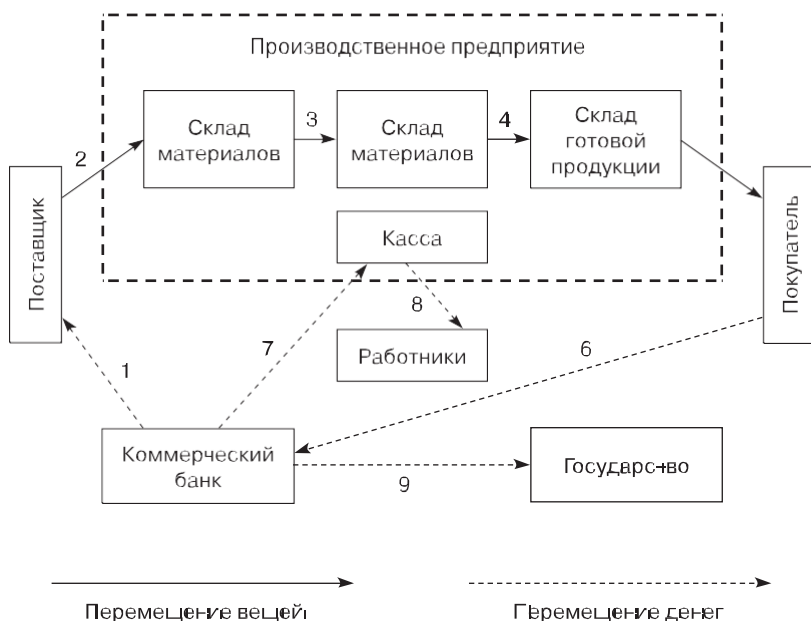 Производственное предприятие
Склад
материалов
3
Склад
материалов
4
Склад
готовой
продукции
2
Поставщик
Покупатель
Касса
8
Работники
7
6
1
Коммерческий
банк
9
Государство
Перемещение вещей
Перемещение денег